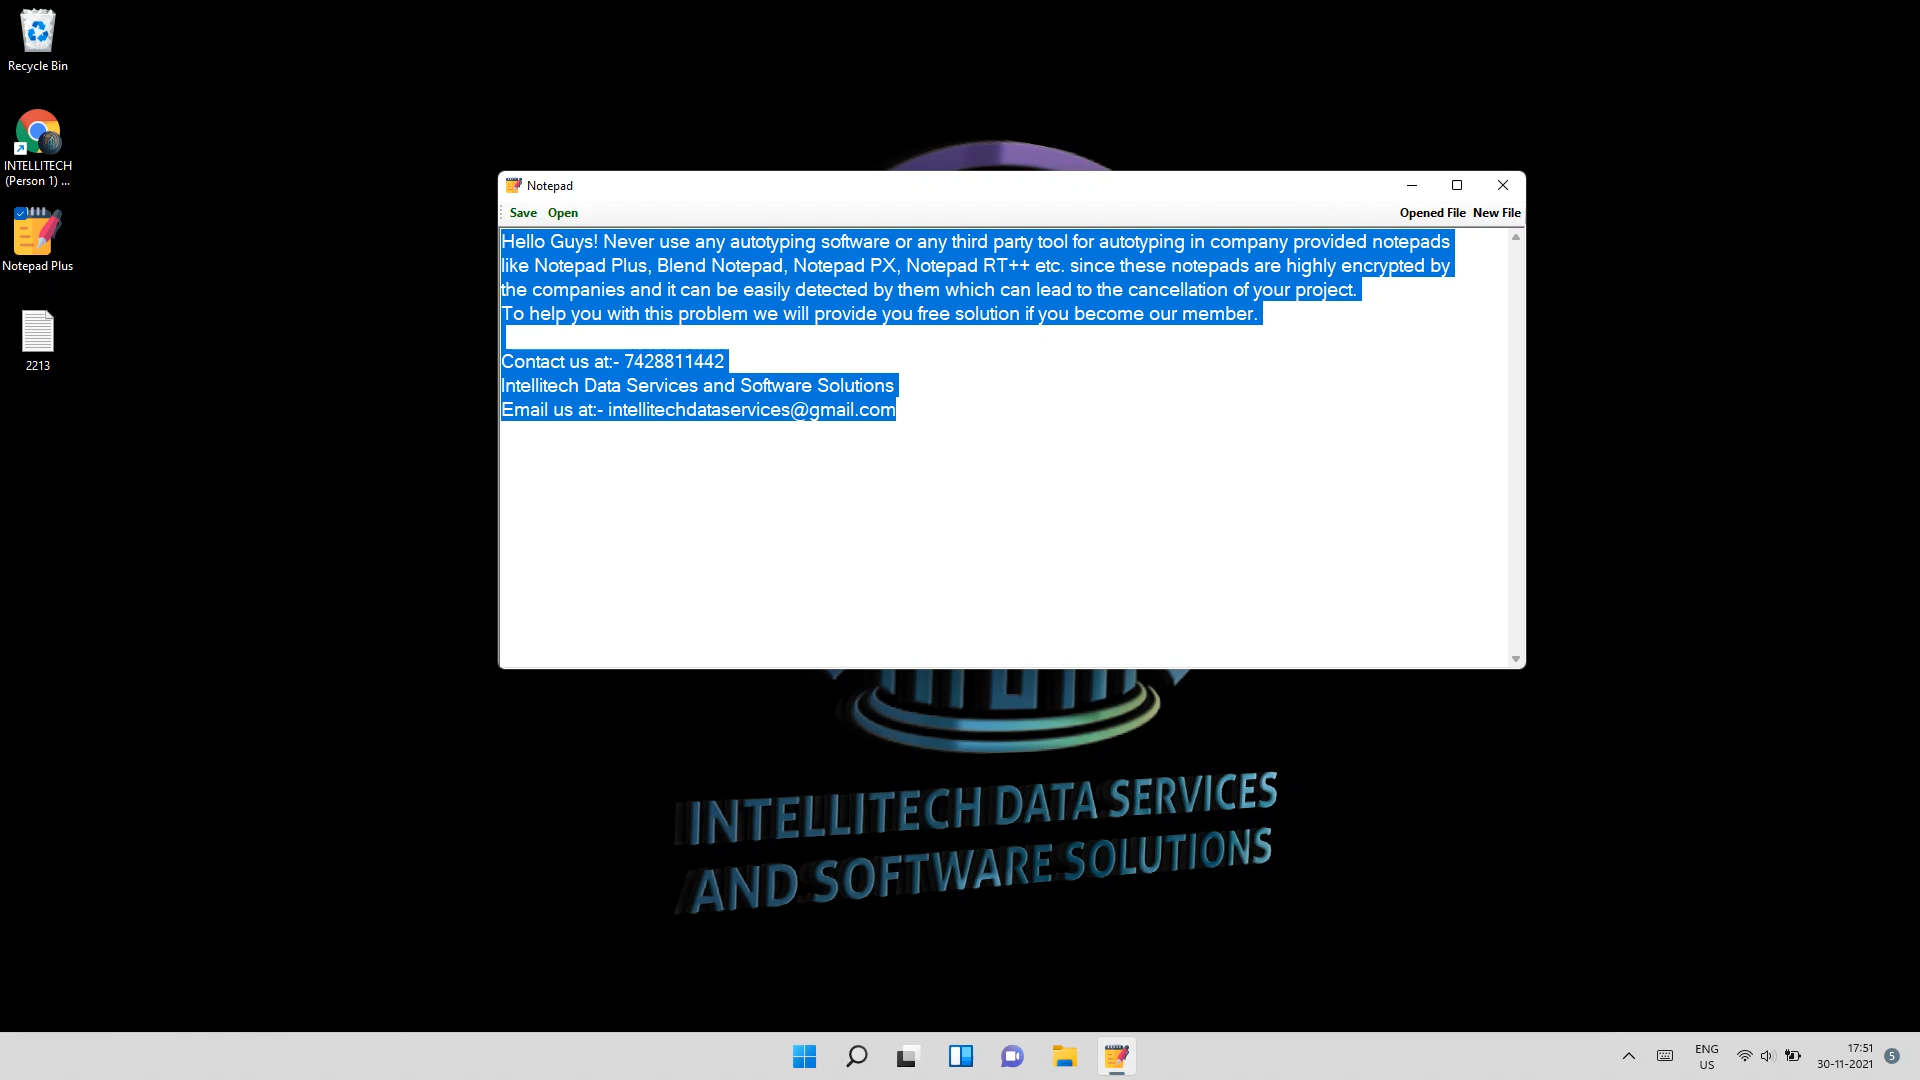 Recycle Bin
INTELLITECH
(Person 1) ...
Notepad Plus
2213
Notepad
Save Open
Opened File New File
Hello Guys! Never use any autotyping software or any third party tool for autotyping in company provided notepads
like Notepad Plus, Blend Notepad, Notepad PX, Notepad RT++ etc. since these notepads are highly encrypted by
the companies and it can be easily detected by them which can lead to the cancellation of your project.
To help you with this problem we will provide you free solution if you become our member.
Contact us at:- 7428811442
Intellitech Data Services and Software Solutions
Email us at:- intellitechdataservices@gmail.com
INTELLITECH DATA SERVICES
AND SOFTWARE SOLUTIONS
ENG
US
17:51
30-11-2021
5